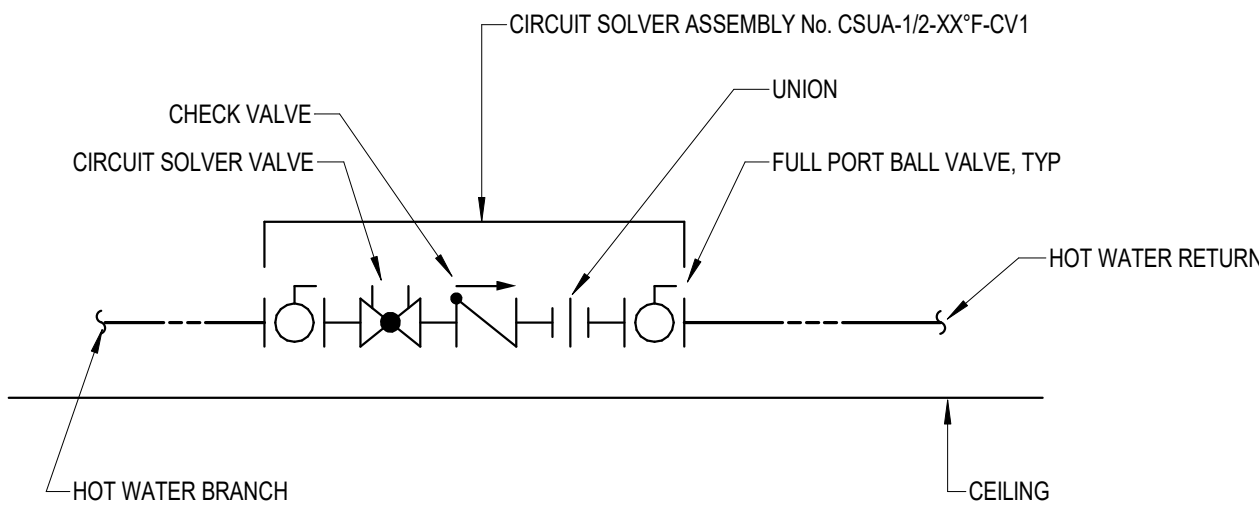 CIRCUIT SOLVER ASSEMBLY No. CSUA-1/2-XX°F-CV1
UNION
CHECK VALVE
CIRCUIT SOLVER VALVE
FULL PORT BALL VALVE, TYP
HOT WATER RETURN
HOT WATER BRANCH
CEILING